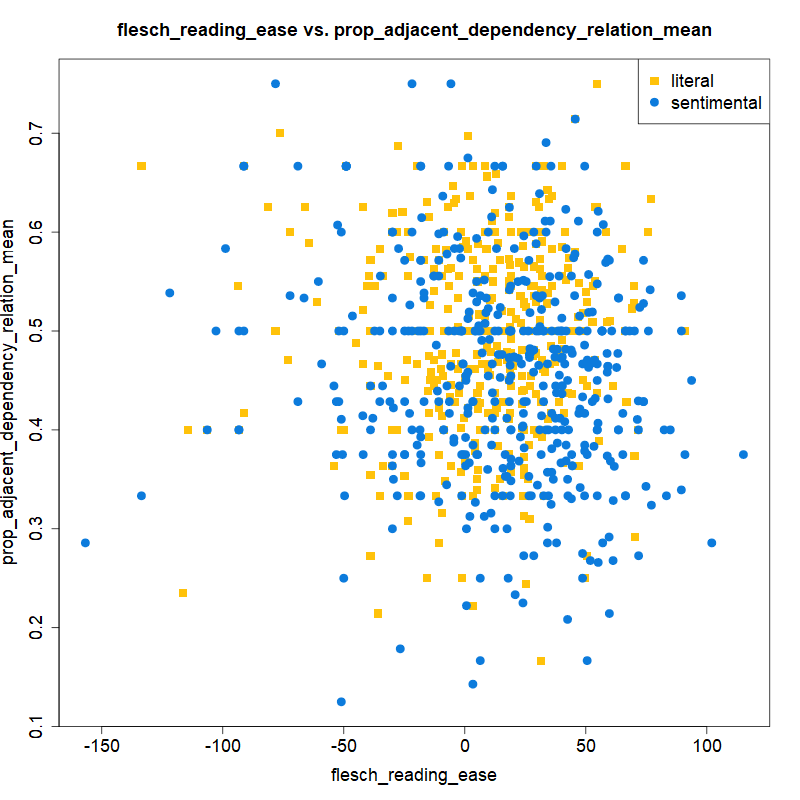 flesch_reading_ease vs. prop_adjacent_dependency_relation_mean
literal
sentimental
prop_adjacent_dependency_relation_mean
0.7
0.6
0.5
0.4
0.3
0.2
0.1
-150 -100 -50 0 50 100
flesch_reading_ease